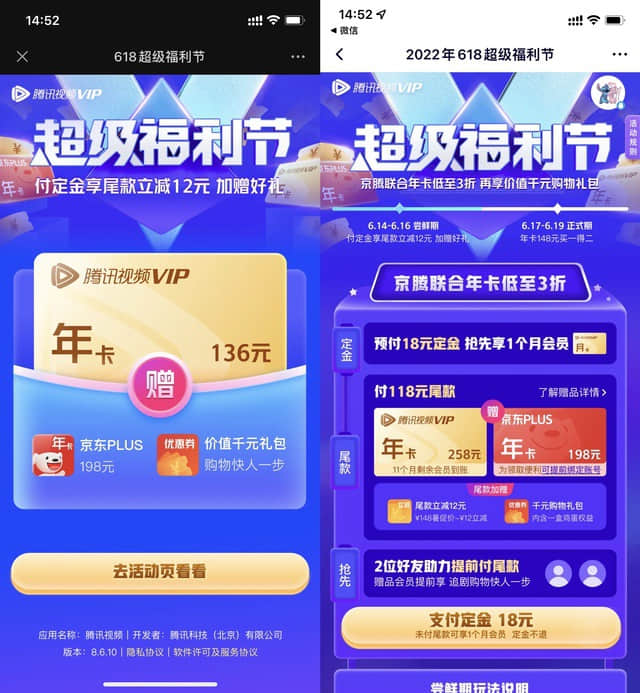 14:52
618超级福利节
腾讯视频VIP
超级福利节
付定金享尾款立减12元 加赠好礼
京东PLUS
年卡
腾讯视频VIP
年卡
136元
赠
年卡
京东PLUS
198元
优惠券
价值千元礼包
购物快人一步
去活动页看看
应用名称：腾讯视频｜开发者：腾讯科技（北京）有限公司
版本：8.6.10｜隐私协议｜软件许可及服务协议
14:52
微信
2022年618超级福利节
腾讯视频VIP
超级福利节
活动规则
京腾联合年卡低至3折 再享价值千元购物礼包
6.14-6.16 尝鲜期
付定金享尾款立减12元 加赠好礼
6.17-6.19 正式期
年卡148元买一得二
京腾联合年卡低至3折
定金
预付18元定金 抢先享1个月会员
月卡
尾款
付118元尾款
了解赠品详情
腾讯视频VIP
年卡
258元
11个月剩余会员到账
赠
京东PLUS
年卡
198元
为领取便利可提前绑定账号
尾款加赠
立减
尾款立减12元
¥148暑促价-¥12立减
优惠券
千元购物礼包
内含一盒鸡蛋权益
抢先
2位好友助力提前付尾款
赠品会员提前享 追剧购物快人一步
支付定金 18元
未付尾款可享1个月会员 定金不退
尝鲜期玩法说明